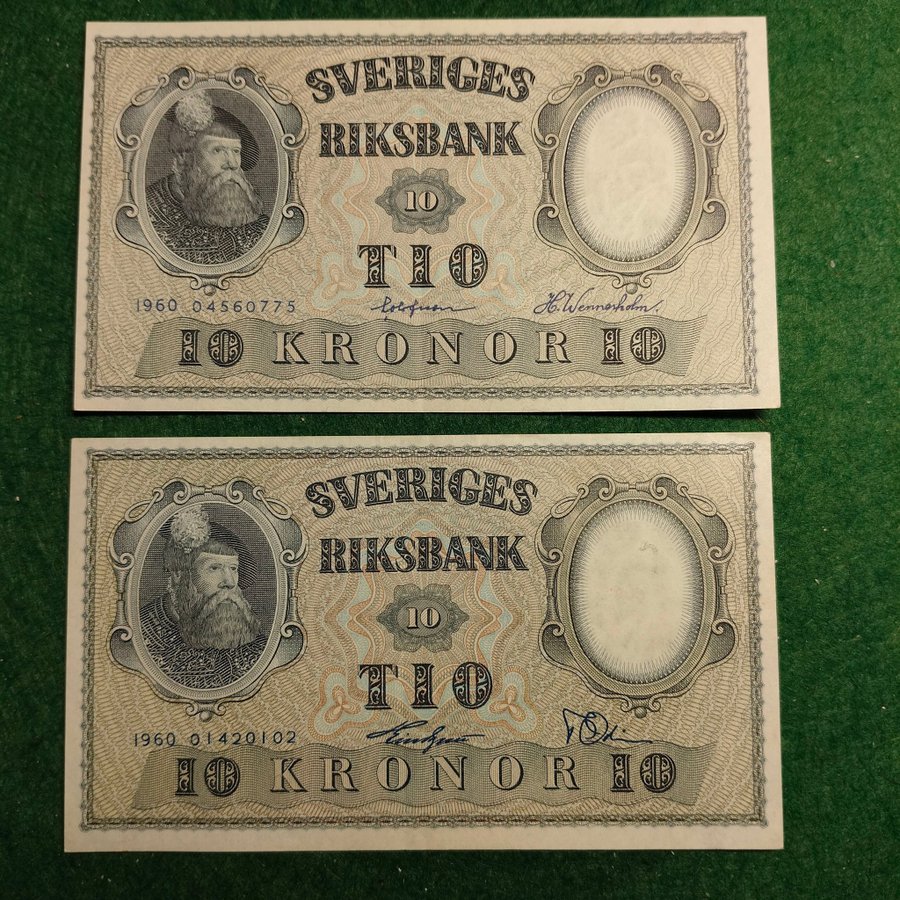 SVERIGES
RIKSBANK
10
TIO
1960 04560775 H. Wennerholm.
10 KRONOR 10
SVERIGES
RIKSBANK
10
TIO
1960 01420102
10 KRONOR 10